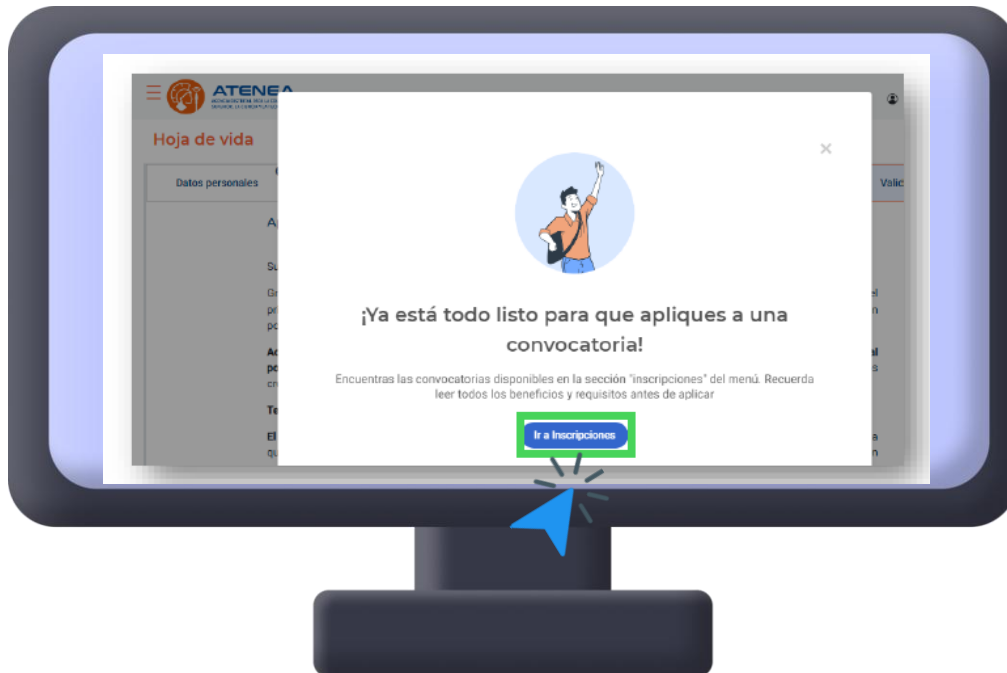 ATENEA
Hoja de vida
Datos personales
Valid
¡Ya está todo listo para que apliques a una
convocatoria!
Encuentras las convocatorias disponibles en la sección "inscripciones" del menú. Recuerda
leer todos los beneficios y requisitos antes de aplicar
Ir a Inscripciones